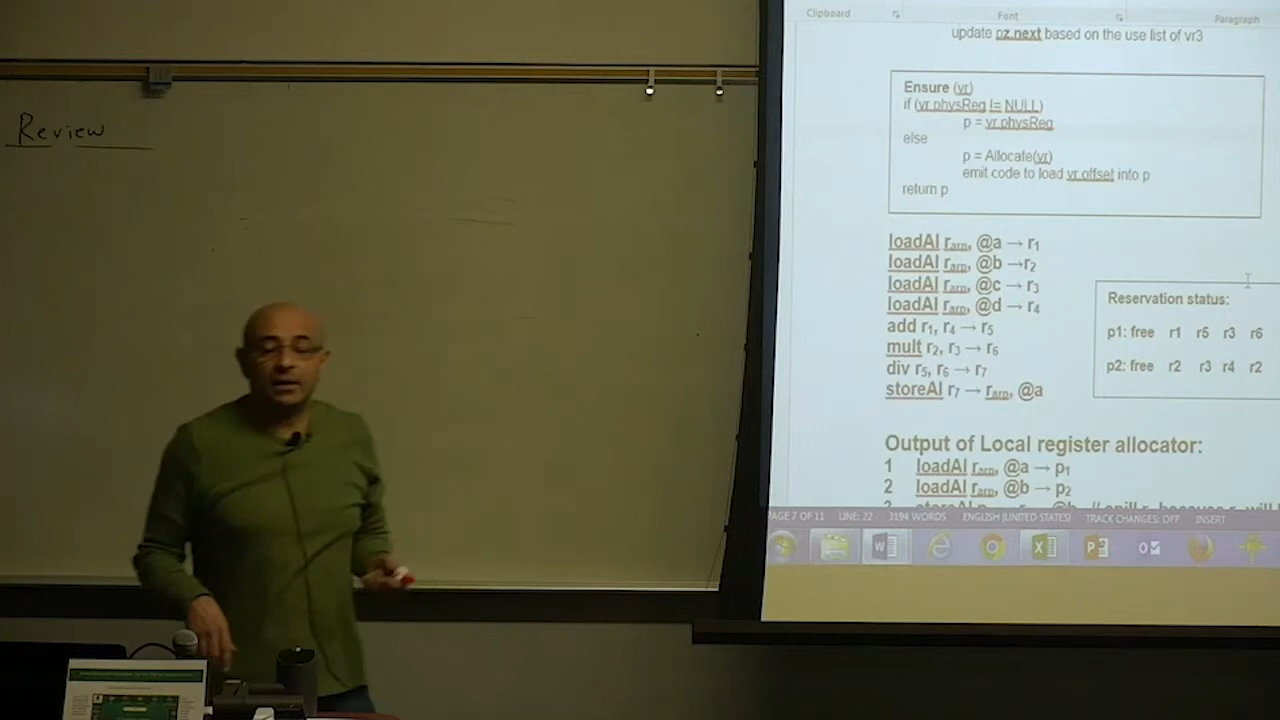 Review
Clipboard Font Paragraph
update pz.next based on the use list of vr3
Ensure (vr)
if (vr.physReg != NULL)
p = vr.physReg
else
p = Allocate(vr)
emit code to load vr.offset into p
return p
loadAI rarp, @a → r1
loadAI rarp, @b →r2
loadAI rarp, @c → r3
loadAI rarp, @d → r4
add r1, r4 → r5
mult r2, r3 → r6
div r5, r6 → r7
storeAI r7 → rarp, @a
Reservation status:
p1: free r1 r5 r3 r6
p2: free r2 r3 r4 r2
Output of Local register allocator:
1 loadAI rarp, @a → p1
2 loadAI rarp, @b → p2
PAGE 7 OF 11 LINE: 22 3194 WORDS ENGLISH (UNITED STATES) TRACK CHANGES: OFF INSERT